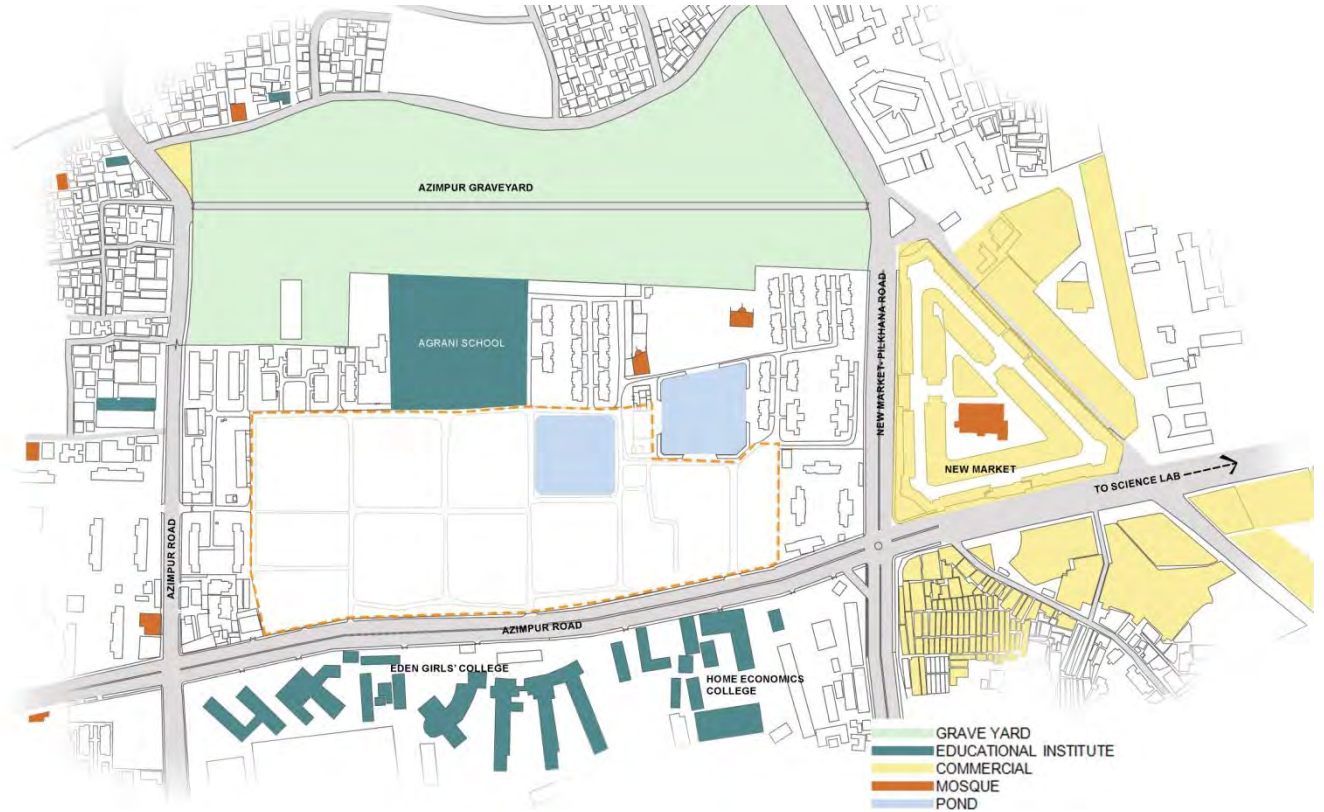 AZIMPUR GRAVEYARD
AGRANI SCHOOL
NEW MARKET- PILKHANA ROAD
NEW MARKET
TO SCIENCE LAB
AZIMPUR ROAD
AZIMPUR ROAD
EDEN GIRLS' COLLEGE
HOME ECONOMICS
COLLEGE
GRAVE YARD
EDUCATIONAL INSTITUTE
COMMERCIAL
MOSQUE
POND